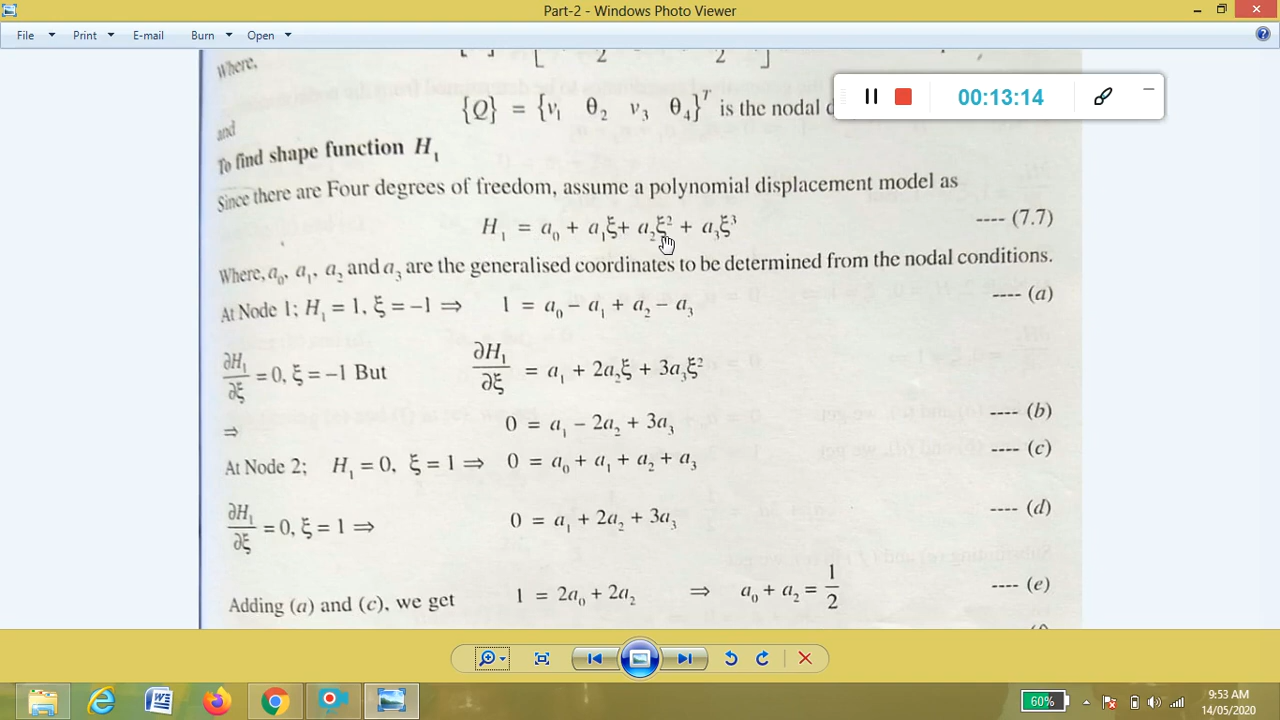 Part-2 - Windows Photo Viewer
File Print E-mail Burn Open
Where,
2 2
{Q} = {v₁ θ₂ v₃ θ₄}ᵀ is the nodal
00:13:14
and
To find shape function H₁
Since there are Four degrees of freedom, assume a polynomial displacement model as
H₁ = a₀ + a₁ξ+ a₂ξ² + a₃ξ³ ---- (7.7)
Where, a₀, a₁, a₂ and a₃ are the generalised coordinates to be determined from the nodal conditions.
At Node 1; H₁ = 1, ξ = −1 ⇒ 1 = a₀ − a₁ + a₂ − a₃ ---- (a)
∂H₁/∂ξ = 0, ξ = −1 But ∂H₁/∂ξ = a₁ + 2a₂ξ + 3a₃ξ²
⇒ 0 = a₁ − 2a₂ + 3a₃ ---- (b)
At Node 2; H₁ = 0, ξ = 1 ⇒ 0 = a₀ + a₁ + a₂ + a₃ ---- (c)
∂H₁/∂ξ = 0, ξ = 1 ⇒ 0 = a₁ + 2a₂ + 3a₃ ---- (d)
Adding (a) and (c), we get 1 = 2a₀ + 2a₂ ⇒ a₀ + a₂ = 1/2 ---- (e)
60%
9:53 AM
14/05/2020